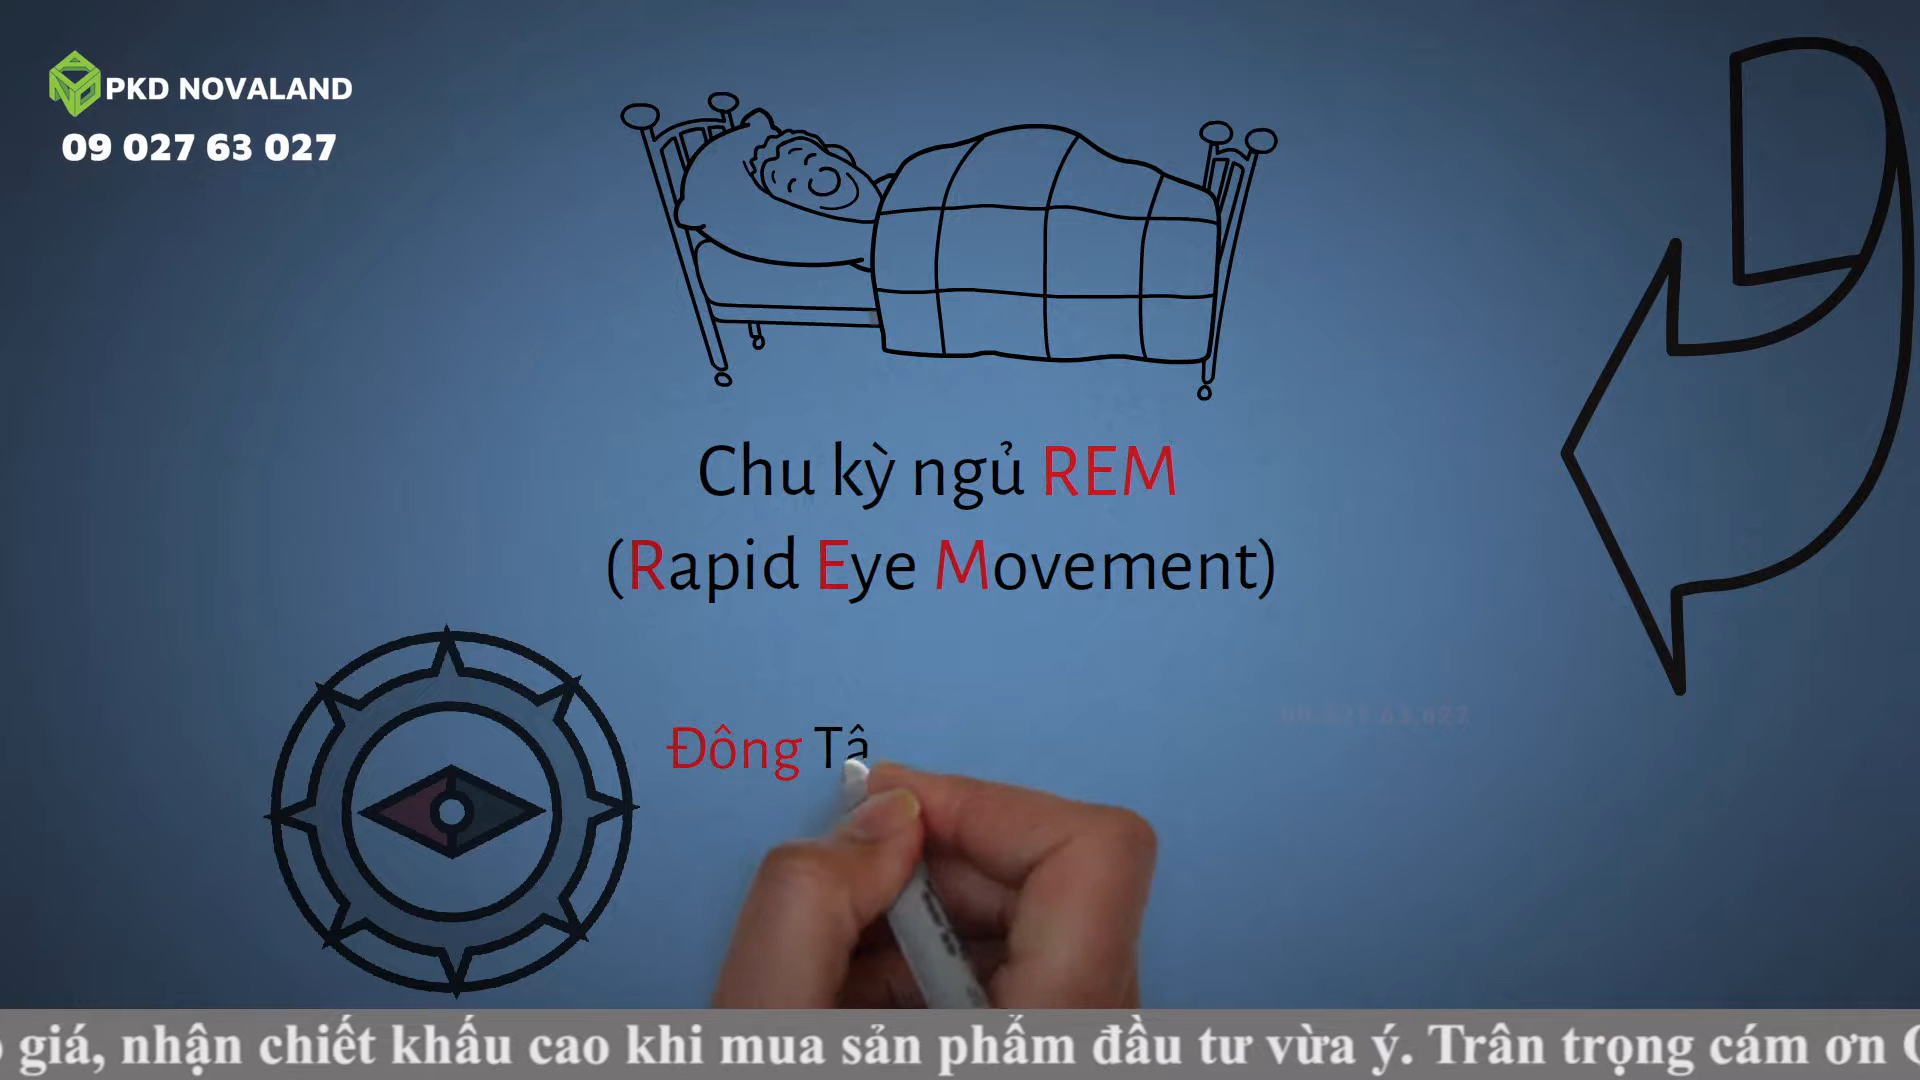 PKD NOVALAND
09 027 63 027
Chu kỳ ngủ REM
(Rapid Eye Movement)
Đông Tâ
giá, nhận chiết khấu cao khi mua sản phẩm đầu tư vừa ý. Trân trọng cám ơn